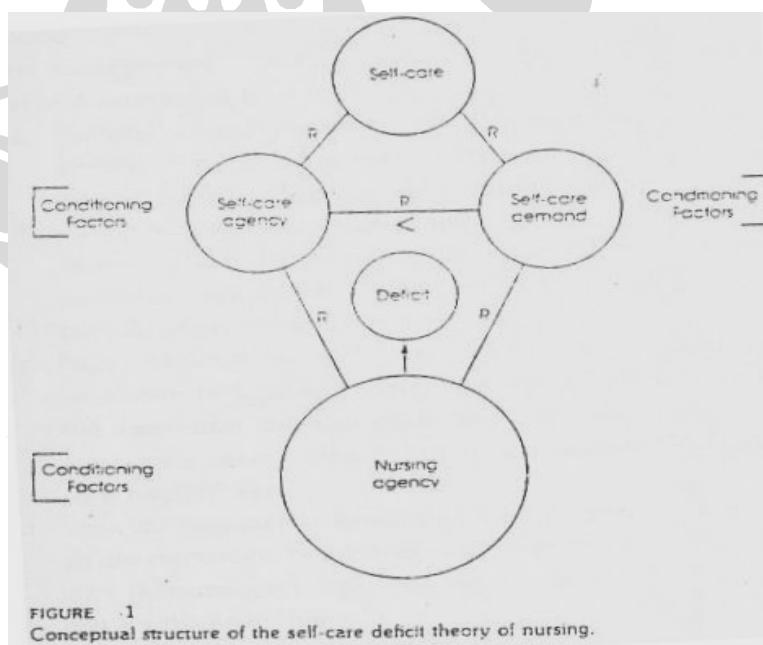 Self-care
R
R
Conditioning
Factors
Self-care
agency
R
<
Self-care
demand
Conditioning
Factors
Deficit
R
R
Conditioning
Factors
Nursing
agency
FIGURE 1
Conceptual structure of the self-care deficit theory of nursing.